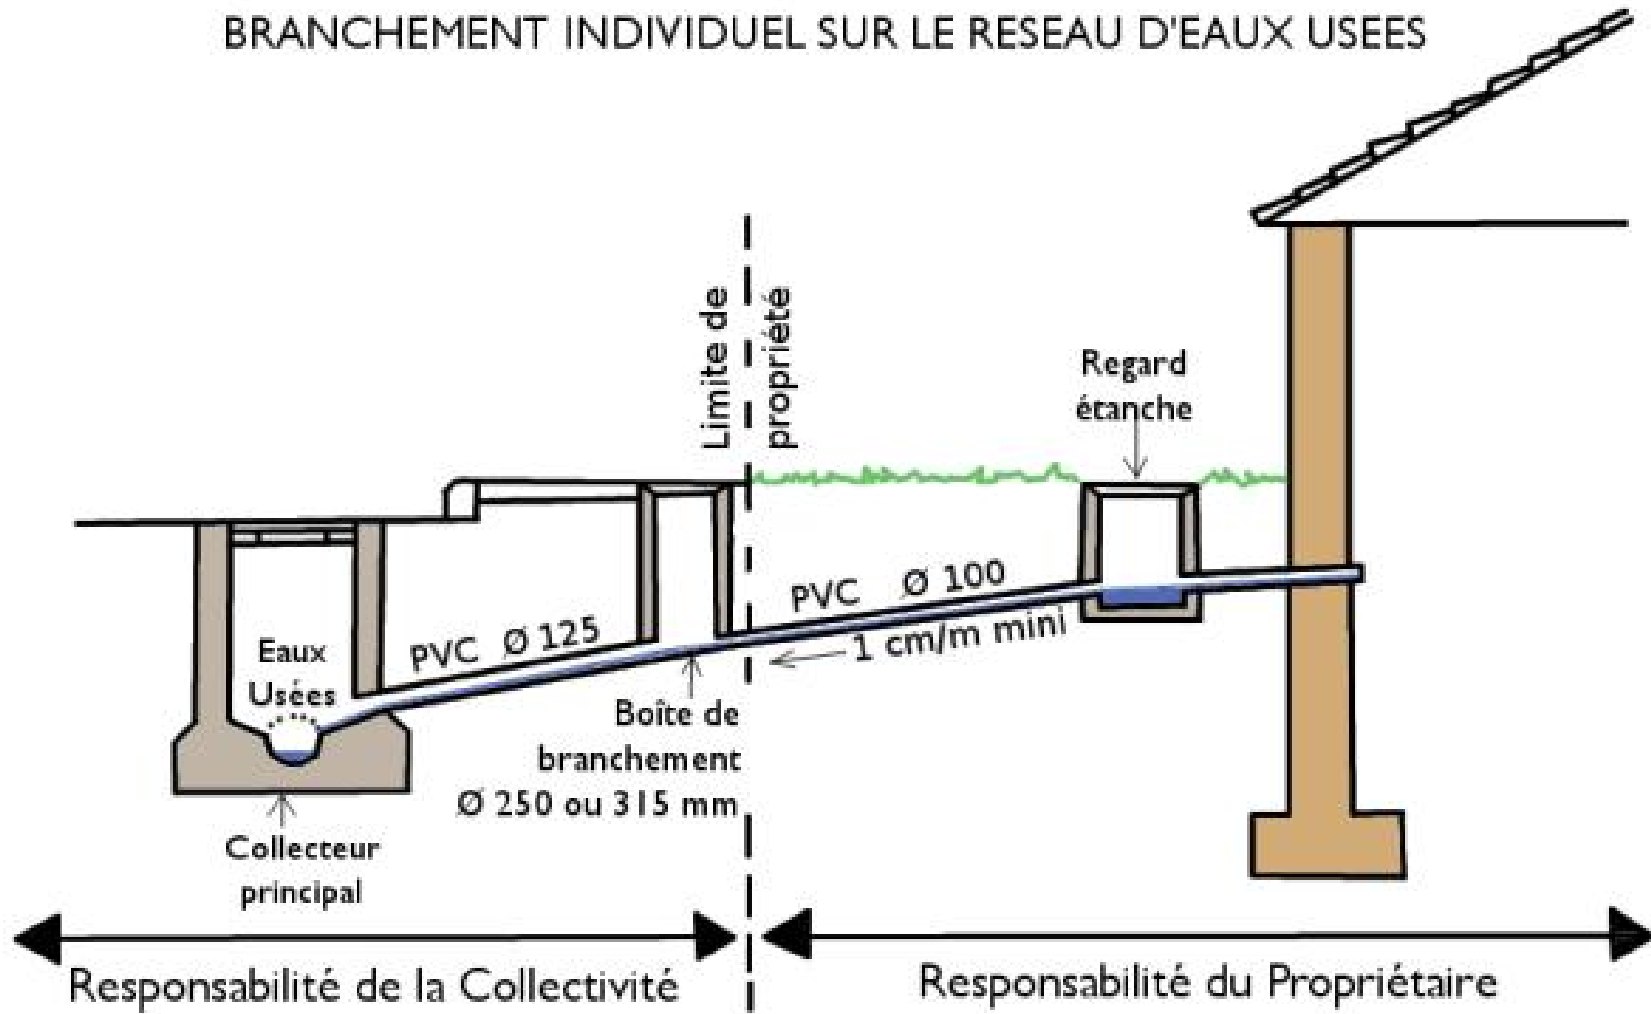 BRANCHEMENT INDIVIDUEL SUR LE RESEAU D'EAUX USEES
Limite de
propriété
Regard
étanche
PVC Ø 100
1 cm/m mini
PVC Ø 125
Eaux
Usées
Boîte de
branchement
Ø 250 ou 315 mm
Collecteur
principal
Responsabilité de la Collectivité
Responsabilité du Propriétaire